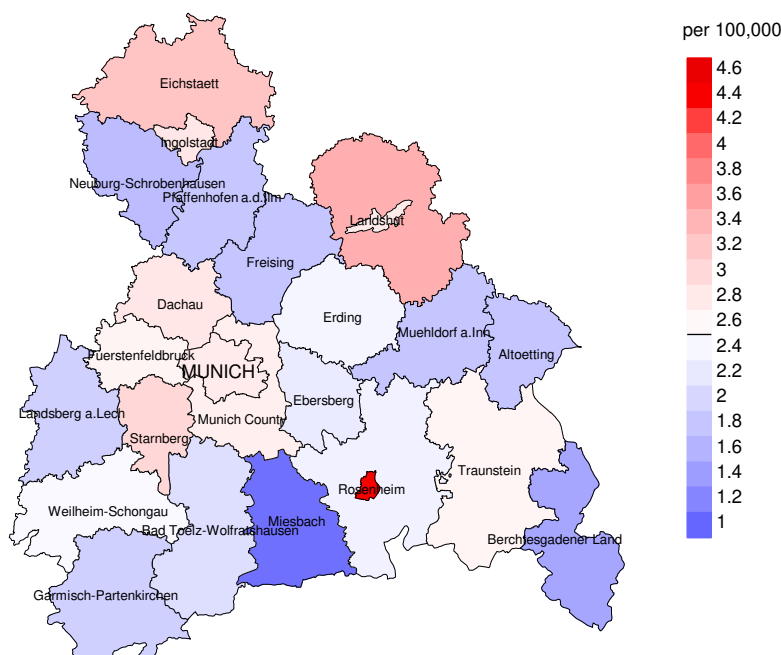 per 100,000
4.6
4.4
4.2
4
3.8
3.6
3.4
3.2
3
2.8
2.6
2.4
2.2
2
1.8
1.6
1.4
1.2
1
Eichstaett
Ingolstadt
Neuburg-Schrobenhausen
Pfaffenhofen a.d.Ilm
Landshut
Freising
Dachau
Erding
Muehldorf a.Inn
Altoetting
Fuerstenfeldbruck
MUNICH
Ebersberg
Landsberg a.Lech
Munich County
Starnberg
Traunstein
Rosenheim
Weilheim-Schongau
Miesbach
Bad Toelz-Wolfratshausen
Berchtesgadener Land
Garmisch-Partenkirchen